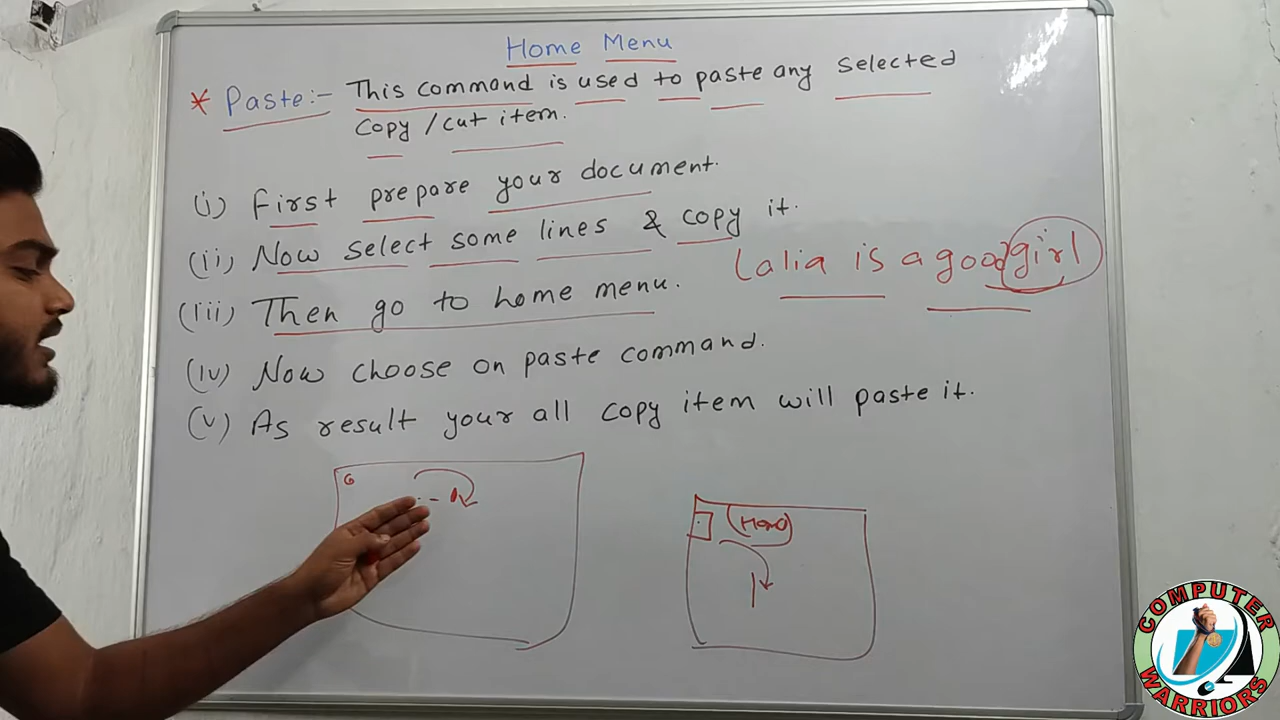 Home Menu
* Paste:- This command is used to paste any selected
copy / cut item.
(i) First prepare your document.
(ii) Now select some lines & copy it.
Lalia is a good girl
(iii) Then go to home menu.
(iv) Now choose on paste command.
(v) As result your all copy item will paste it.
COMPUTER
WARRIORS